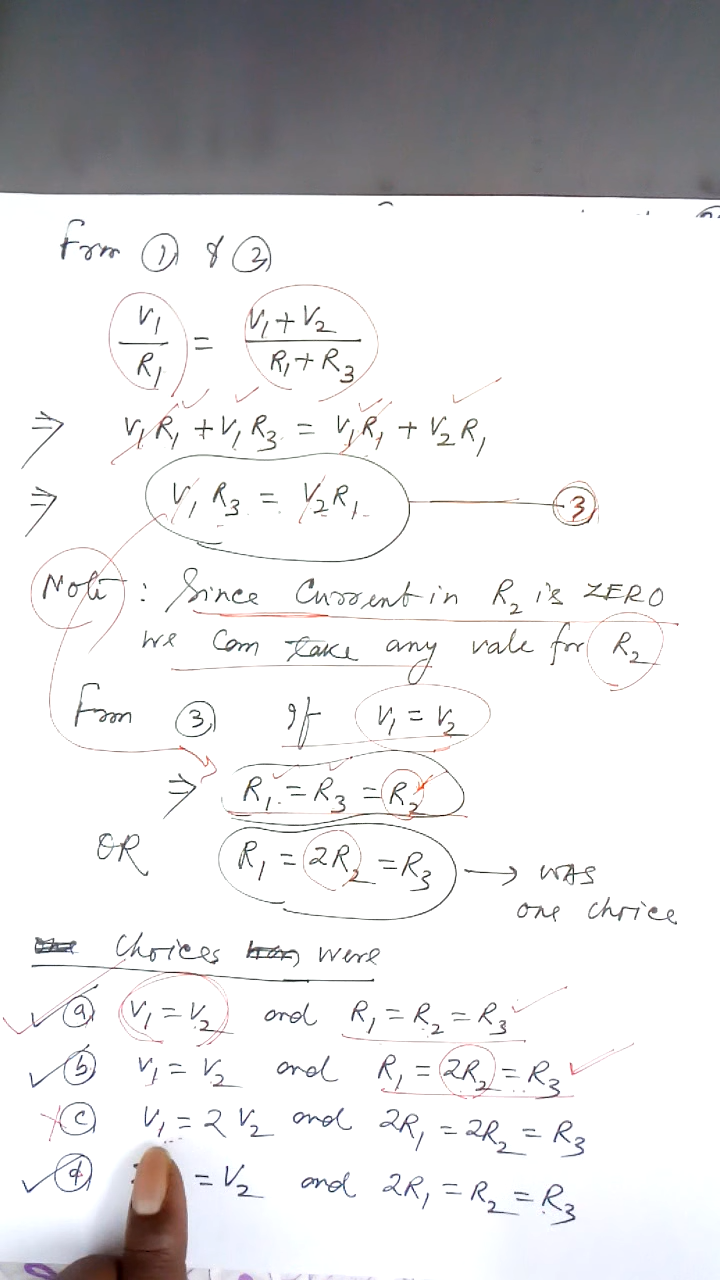 From ① & ②
V₁/R₁ = (V₁+V₂)/(R₁+R₃)
⇒ V₁R₁ + V₁R₃ = V₁R₁ + V₂R₁
⇒ V₁R₃ = V₂R₁ ③
Note : Since Current in R₂ is ZERO
we can take any vale for R₂
From ③ If V₁ = V₂
⇒ R₁ = R₃ = R₂
OR R₁ = 2R₂ = R₃ → WAS
one choice
Choices were
ⓐ V₁ = V₂ and R₁ = R₂ = R₃
ⓑ V₁ = V₂ and R₁ = 2R₂ = R₃
ⓒ V₁ = 2V₂ and 2R₁ = 2R₂ = R₃
ⓓ = V₂ and 2R₁ = R₂ = R₃